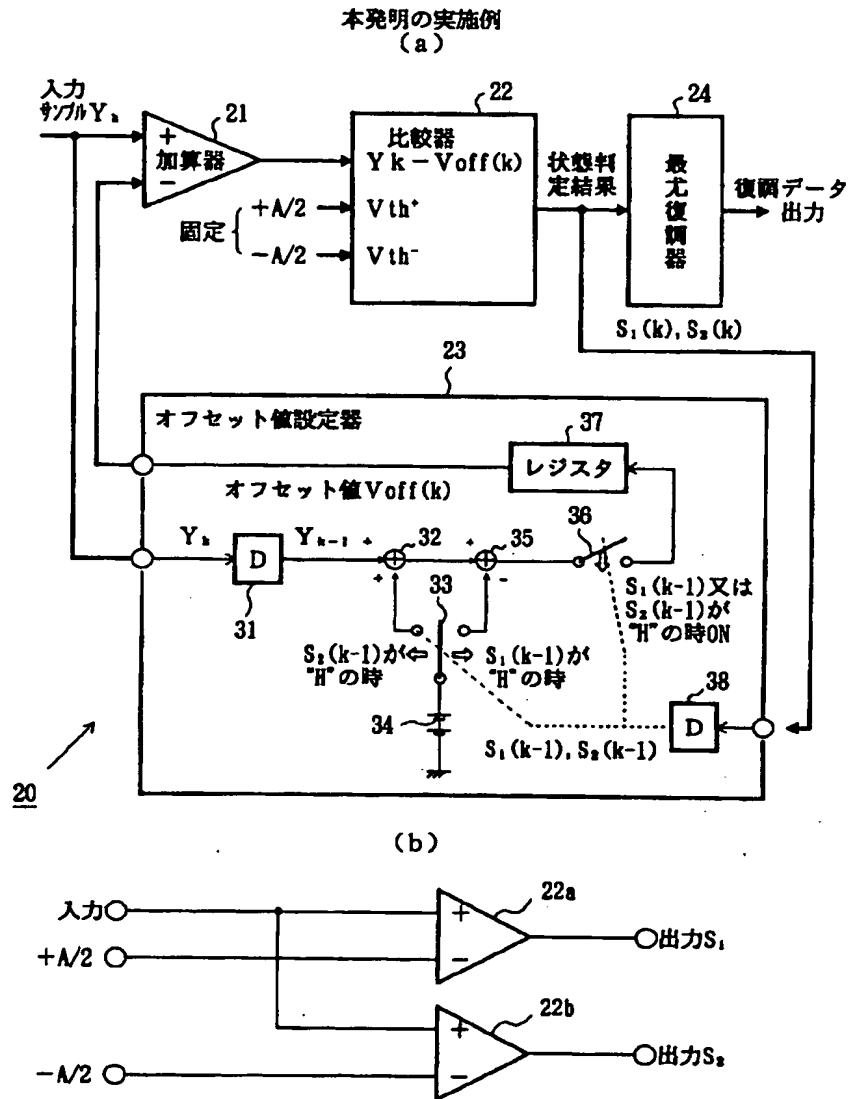 本発明の実施例
(a)
入力
サンプルYₖ
21
加算器
+
−
22
比較器
Yk−Voff(k)
固定
+A/2
−A/2
Vth⁺
Vth⁻
状態判
定結果
24
最尤復調器
復調データ
出力
S₁(k), S₂(k)
23
オフセット値設定器
37
レジスタ
オフセット値Voff(k)
Yₖ
D
31
Yₖ₋₁
+
32
+
+
35
−
36
33
S₁(k-1)又は
S₂(k-1)が
"H"の時ON
S₂(k-1)が
"H"の時
S₁(k-1)が
"H"の時
34
38
D
S₁(k-1), S₂(k-1)
20
(b)
入力
+A/2
+
−
22a
出力S₁
−A/2
+
−
22b
出力S₂